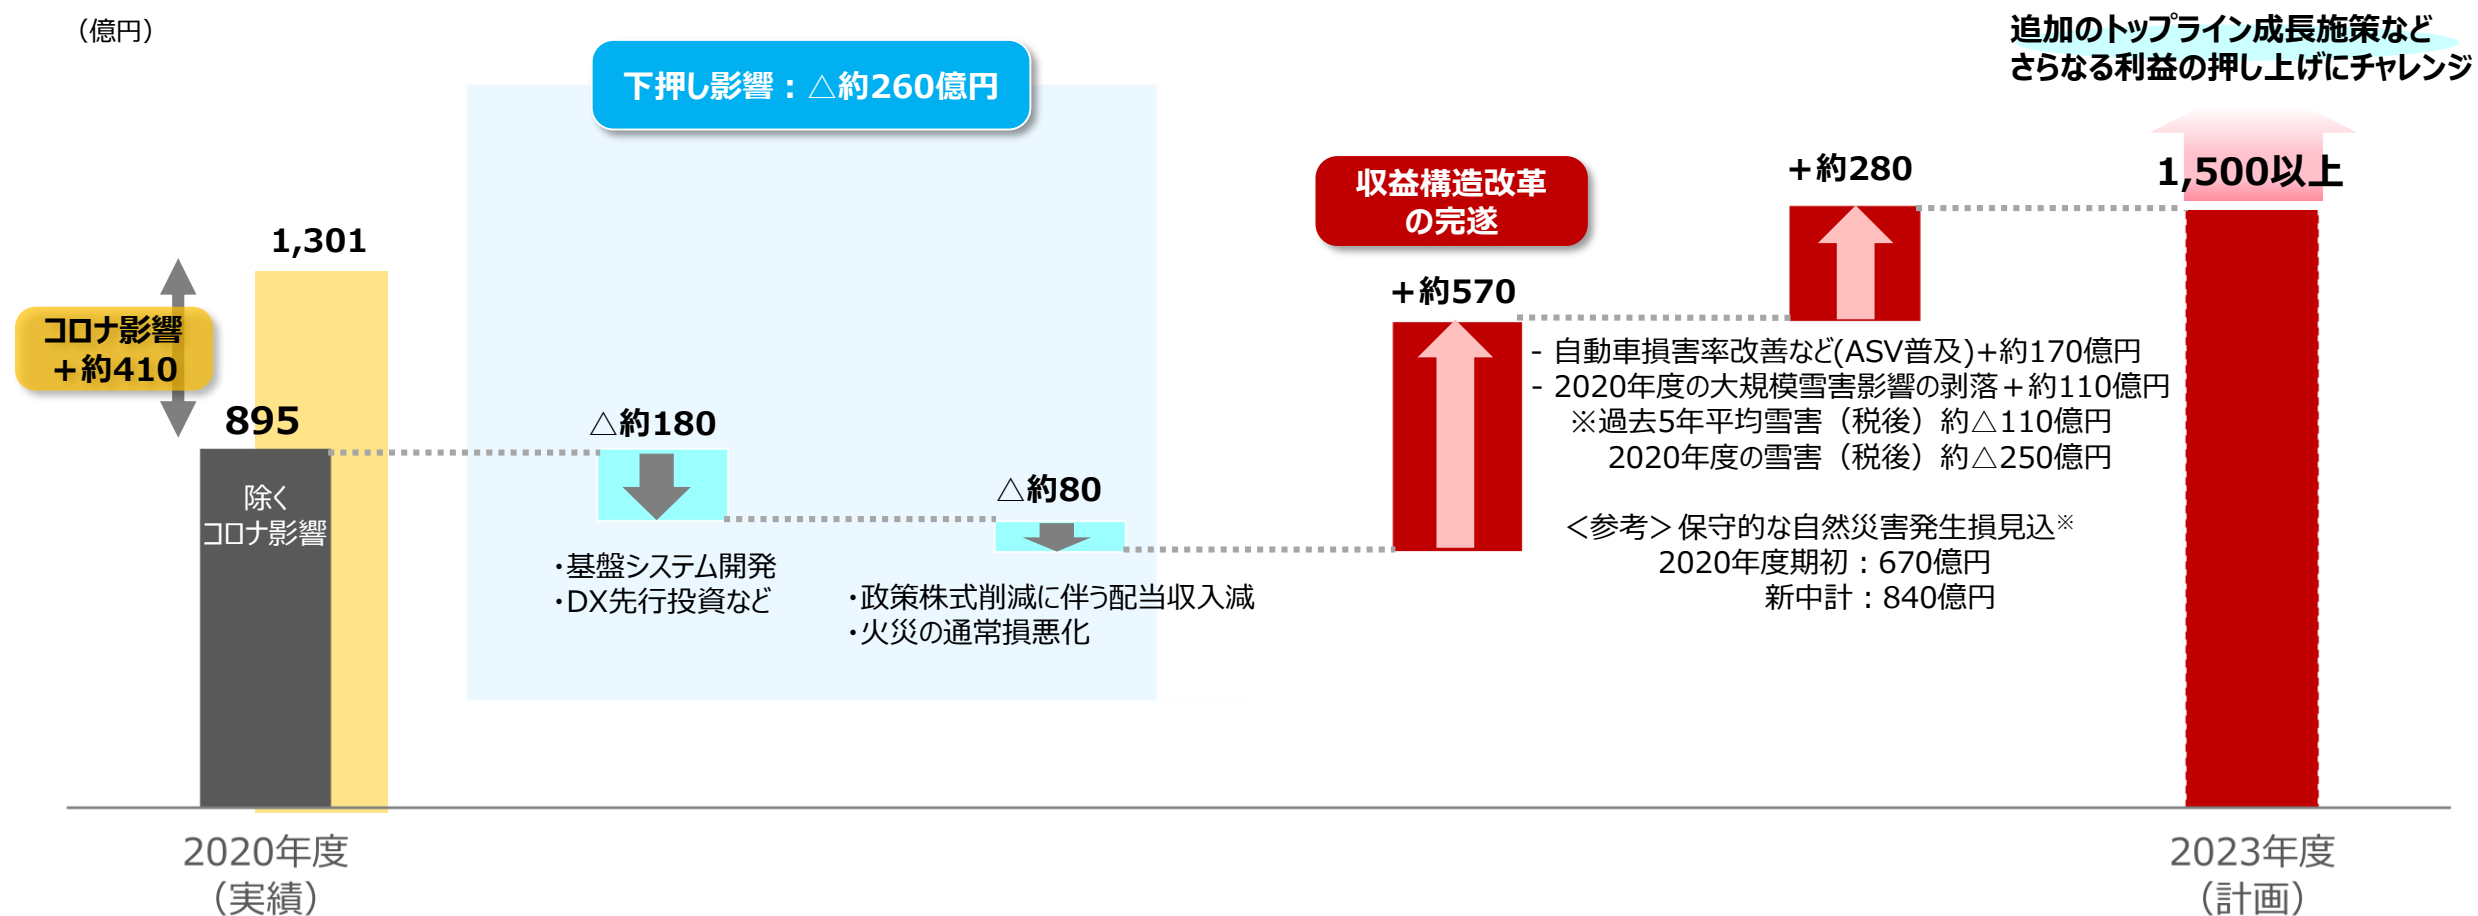 （億円）
追加のトップライン成長施策など
さらなる利益の押し上げにチャレンジ
下押し影響：△約260億円
収益構造改革
の完遂
＋約280
1,500以上
1,301
＋約570
コロナ影響
＋約410
895
除く
コロナ影響
△約180
・基盤システム開発
・DX先行投資など
△約80
・政策株式削減に伴う配当収入減
・火災の通常損悪化
- 自動車損害率改善など(ASV普及)+約170億円
- 2020年度の大規模雪害影響の剥落＋約110億円
※過去5年平均雪害（税後）約△110億円
2020年度の雪害（税後）約△250億円
＜参考＞保守的な自然災害発生損見込※
2020年度期初：670億円
新中計：840億円
2020年度
（実績）
2023年度
（計画）